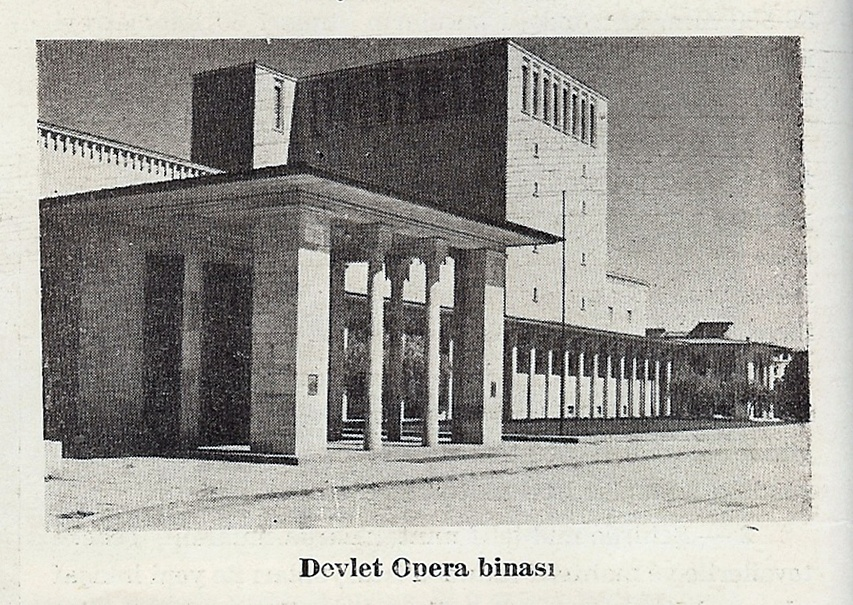 Devlet Opera binası